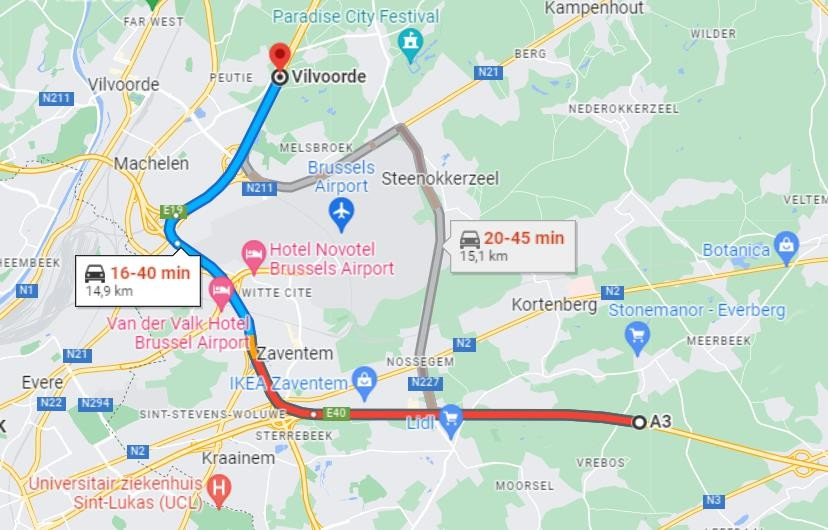 FAR WEST
Paradise City Festival
Kampenhout
WILDER
BERG
N21
PEUTIE
Vilvoorde
Vilvoorde
N211
NEDEROKKERZEEL
MELSBROEK
Machelen
Brussels
Airport
Steenokkerzeel
N211
VELTEM
E19
20-45 min
15,1 km
Hotel Novotel
Brussels Airport
Botanica
HEEMBEEK
16-40 min
14,9 km
N1
WITTE CITE
N2
Kortenberg
Stonemanor - Everberg
Van der Valk Hotel
Brussel Airport
MEERBEEK
N2
N21
Zaventem
NOSSEGEM
Evere
IKEA Zaventem
N227
N22
N294
SINT-STEVENS-WOLUWE
E40
Lidl
A3
K
STERREBEEK
N2
Kraainem
VREBOS
Universitair ziekenhuis
Sint-Lukas (UCL)
H
MOORSEL
N3